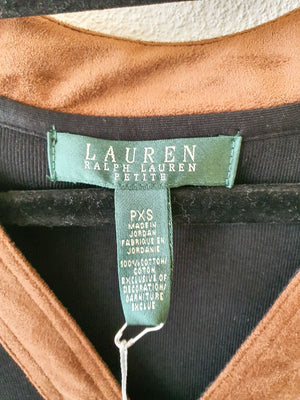 LAUREN
RALPH LAUREN
PETITE
PXS
MADE IN
JORDAN
FABRIQUE EN
JORDANIE
100% COTTON/
COTON
EXCLUSIVE OF
DECORATION/
GARNITURE
EXCLUE